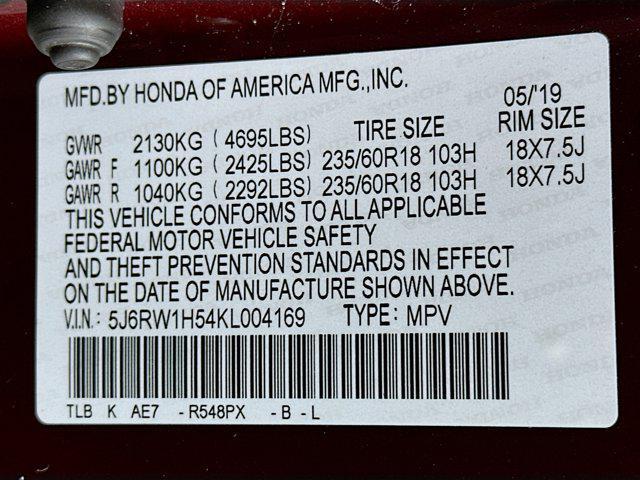 MFD.BY HONDA OF AMERICA MFG.,INC.
05/'19
GVWR 2130KG (4695LBS) TIRE SIZE RIM SIZE
GAWR F 1100KG (2425LBS) 235/60R18 103H 18X7.5J
GAWR R 1040KG (2292LBS) 235/60R18 103H 18X7.5J
THIS VEHICLE CONFORMS TO ALL APPLICABLE
FEDERAL MOTOR VEHICLE SAFETY
AND THEFT PREVENTION STANDARDS IN EFFECT
ON THE DATE OF MANUFACTURE SHOWN ABOVE.
V.I.N.: 5J6RW1H54KL004169 TYPE: MPV
TLB K AE7 -R548PX -B -L